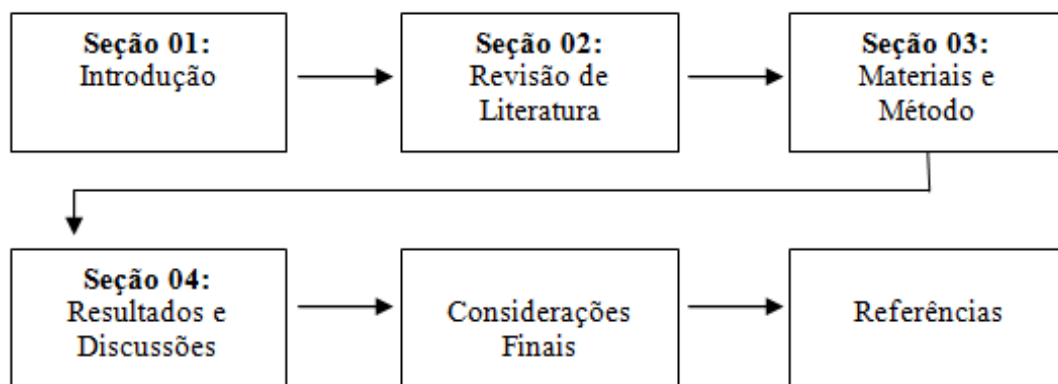 Seção 01:
Introdução
Seção 02:
Revisão de
Literatura
Seção 03:
Materiais e
Método
Seção 04:
Resultados e
Discussões
Considerações
Finais
Referências